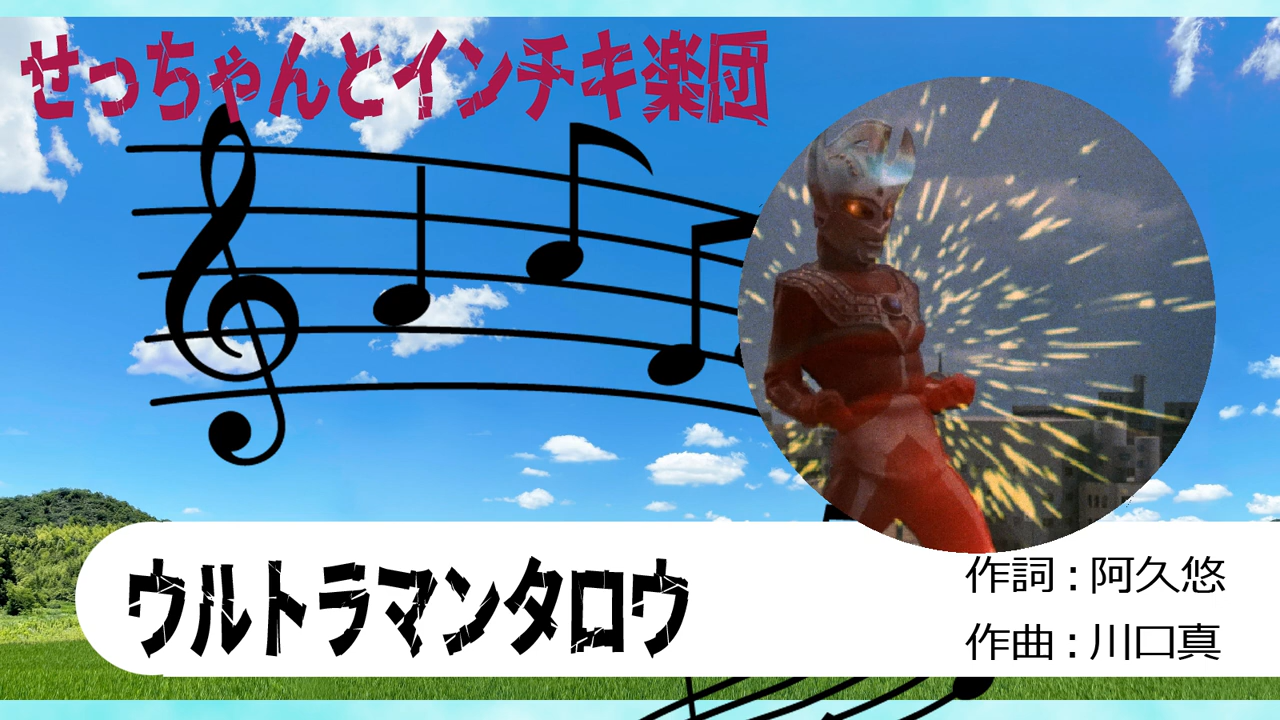 せっちゃんとインチキ楽団
ウルトラマンタロウ
作詞：阿久悠
作曲：川口真